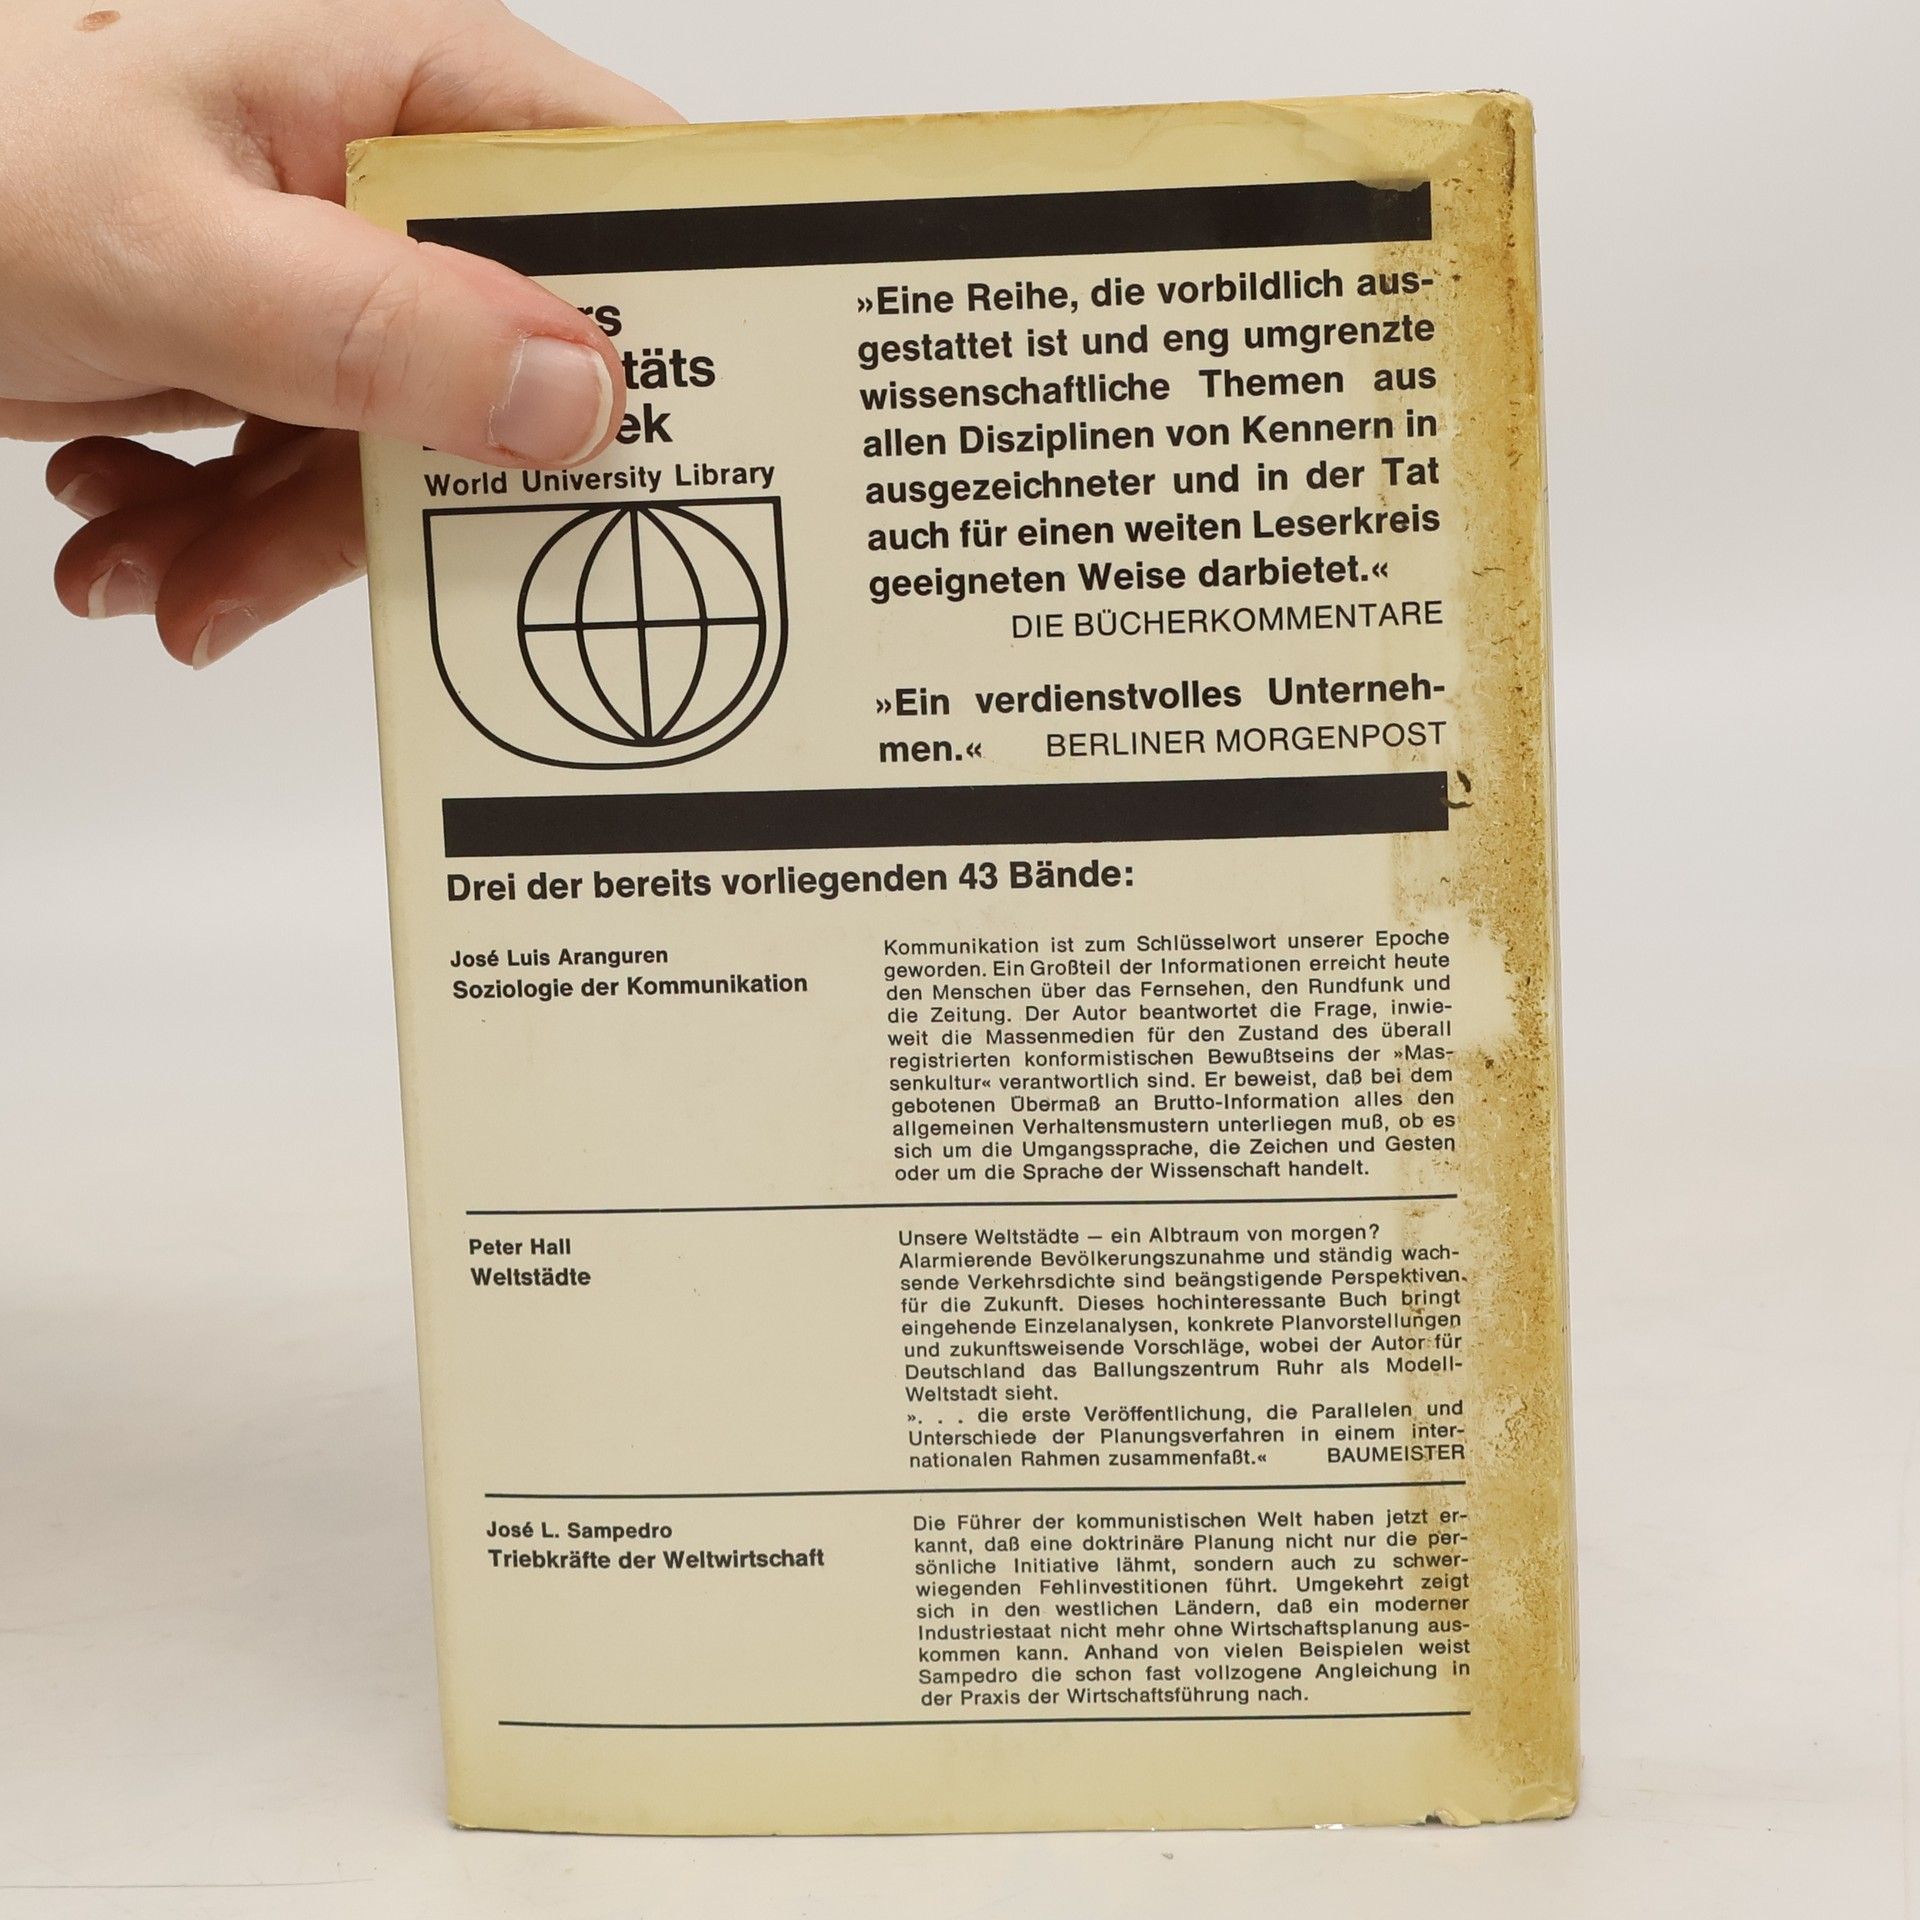 World University Library
»Eine Reihe, die vorbildlich aus-
gestattet ist und eng umgrenzte
wissenschaftliche Themen aus
allen Disziplinen von Kennern in
ausgezeichneter und in der Tat
auch für einen weiten Leserkreis
geeigneten Weise darbietet.«
DIE BÜCHERKOMMENTARE
»Ein verdienstvolles Unterneh-
men.« BERLINER MORGENPOST
Drei der bereits vorliegenden 43 Bände:
José Luis Aranguren
Soziologie der Kommunikation
Kommunikation ist zum Schlüsselwort unserer Epoche
geworden. Ein Großteil der Informationen erreicht heute
den Menschen über das Fernsehen, den Rundfunk und
die Zeitung. Der Autor beantwortet die Frage, inwie-
weit die Massenmedien für den Zustand des überall
registrierten konformistischen Bewußtseins der »Mas-
senkultur« verantwortlich sind. Er beweist, daß bei dem
gebotenen Übermaß an Brutto-Information alles den
allgemeinen Verhaltensmustern unterliegen muß, ob es
sich um die Umgangssprache, die Zeichen und Gesten
oder um die Sprache der Wissenschaft handelt.
Peter Hall
Weltstädte
Unsere Weltstädte — ein Albtraum von morgen?
Alarmierende Bevölkerungszunahme und ständig wach-
sende Verkehrsdichte sind beängstigende Perspektiven
für die Zukunft. Dieses hochinteressante Buch bringt
eingehende Einzelanalysen, konkrete Planvorstellungen
und zukunftsweisende Vorschläge, wobei der Autor für
Deutschland das Ballungszentrum Ruhr als Modell-
Weltstadt sieht.
». . . die erste Veröffentlichung, die Parallelen und
Unterschiede der Planungsverfahren in einem inter-
nationalen Rahmen zusammenfaßt.« BAUMEISTER
José L. Sampedro
Triebkräfte der Weltwirtschaft
Die Führer der kommunistischen Welt haben jetzt er-
kannt, daß eine doktrinäre Planung nicht nur die per-
sönliche Initiative lähmt, sondern auch zu schwer-
wiegenden Fehlinvestitionen führt. Umgekehrt zeigt
sich in den westlichen Ländern, daß ein moderner
Industriestaat nicht mehr ohne Wirtschaftsplanung aus-
kommen kann. Anhand von vielen Beispielen weist
Sampedro die schon fast vollzogene Angleichung in
der Praxis der Wirtschaftsführung nach.